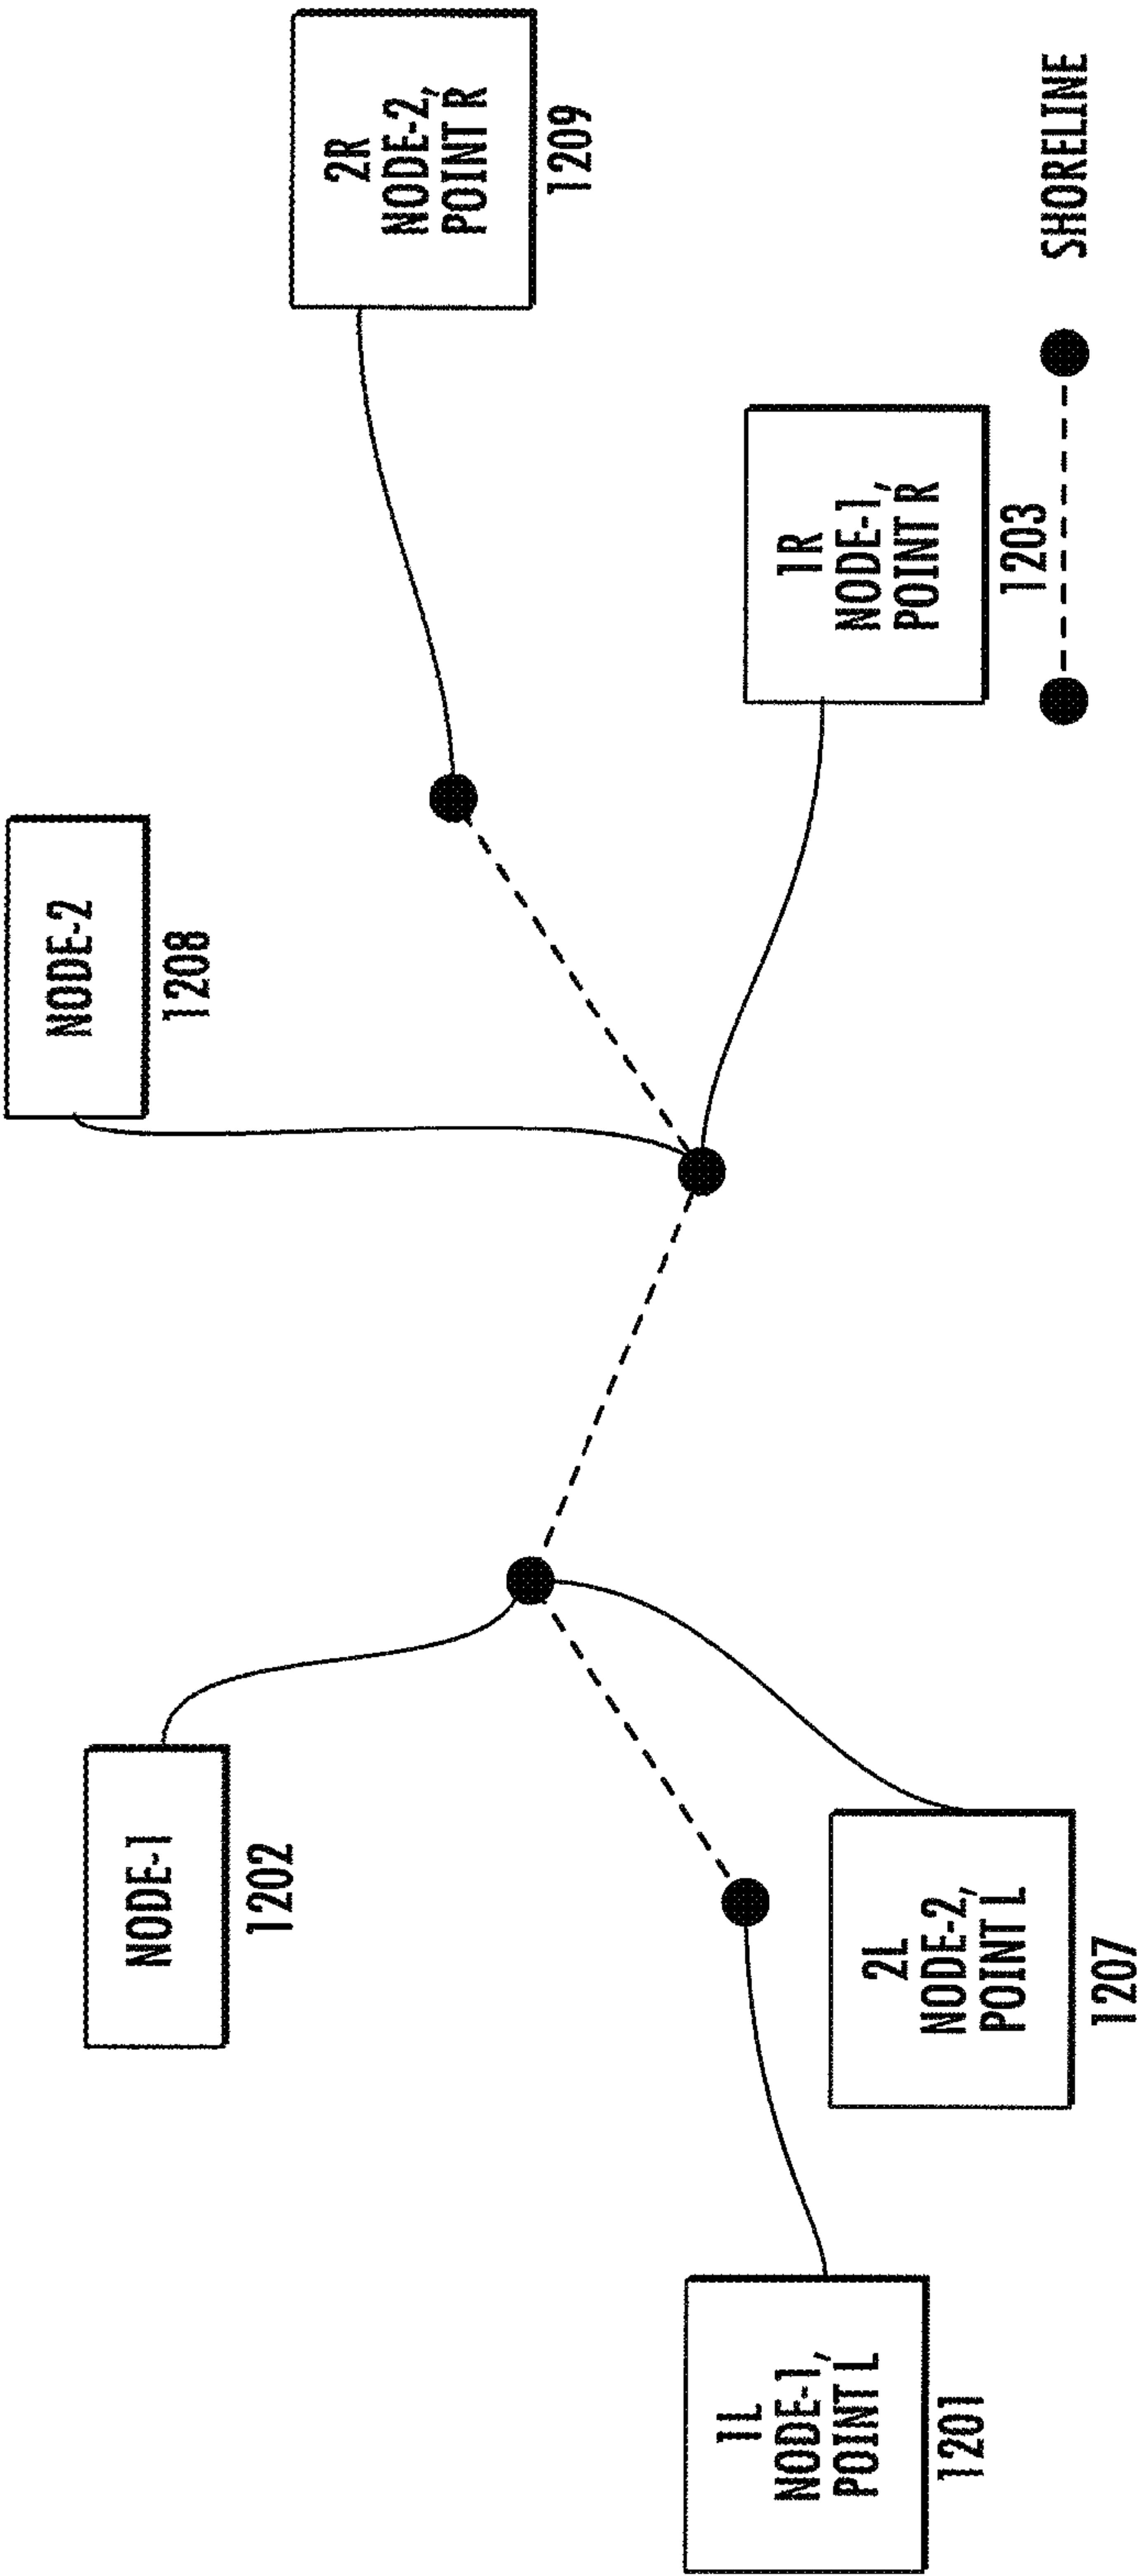 NODE-2
1208
NODE-1
1202
2R
NODE-2,
POINT R
1209
1L
NODE-1,
POINT L
1201
2L
NODE-2,
POINT L
1207
1R
NODE-1,
POINT R
1203
SHORELINE